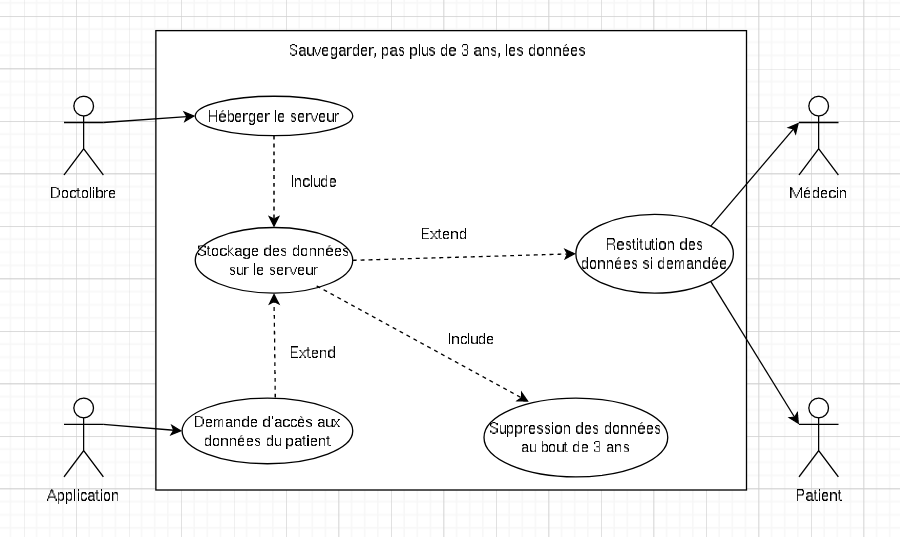 Sauvegarder, pas plus de 3 ans, les données
Héberger le serveur
Doctolibre
Include
Médecin
Stockage des données
sur le serveur
Extend
Restitution des
données si demandée
Extend
Include
Demande d'accès aux
données du patient
Suppression des données
au bout de 3 ans
Application
Patient